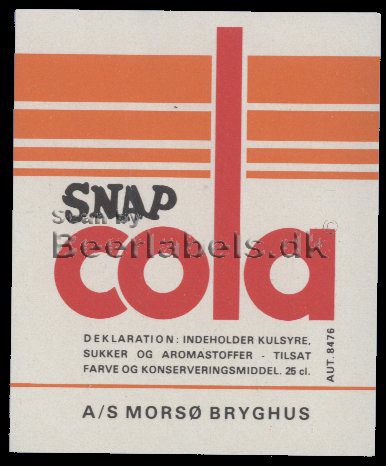 SNAP
Scan by
Beerlabels.dk
cola
©
DEKLARATION: INDEHOLDER KULSYRE,
SUKKER OG AROMASTOFFER - TILSAT
FARVE OG KONSERVERINGSMIDDEL. 25 cl.
AUT. 8476
A/S MORSØ BRYGHUS